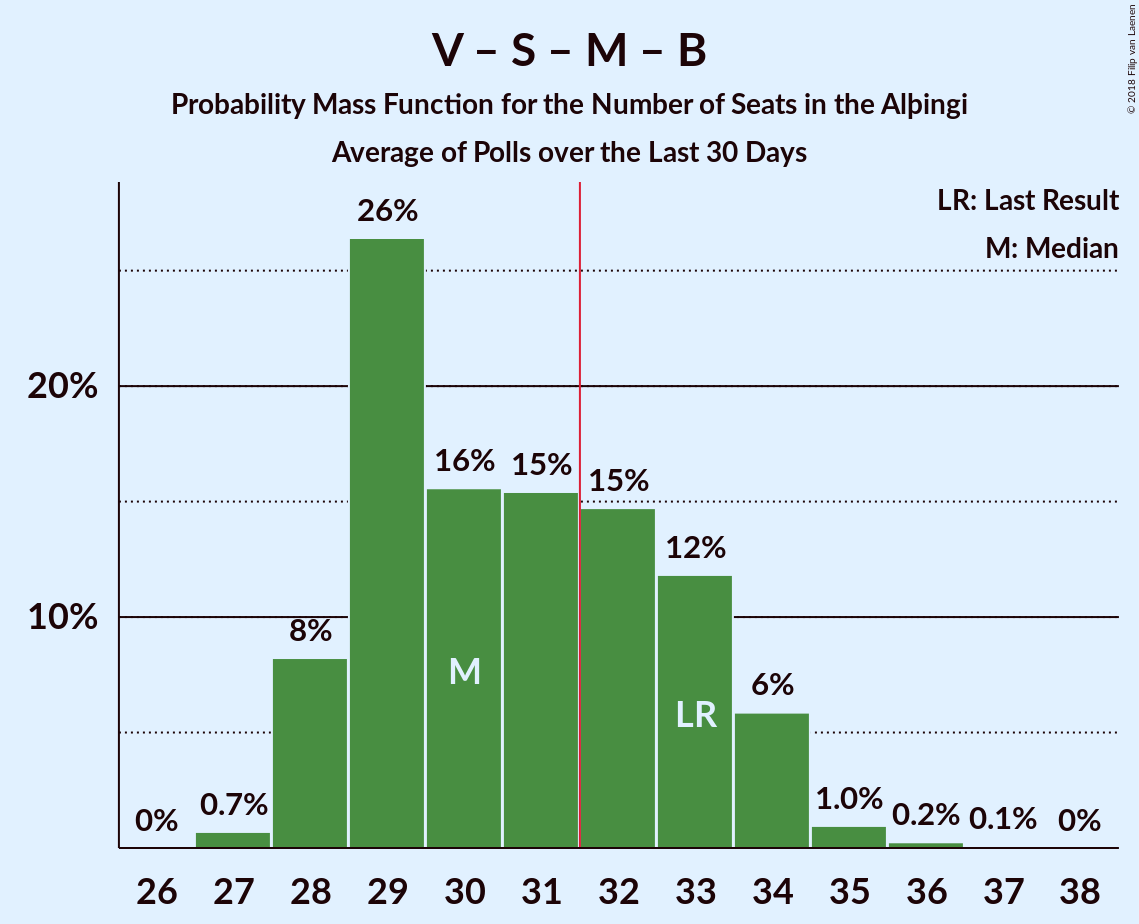 V – S – M – B
Probability Mass Function for the Number of Seats in the Alþingi
Average of Polls over the Last 30 Days
© 2018 Filip van Laenen
LR: Last Result
M: Median
26%
20%
16%
15%
15%
12%
10%
8%
M
6%
LR
0%
0.7%
1.0%
0.2%
0.1%
0%
26 27 28 29 30 31 32 33 34 35 36 37 38